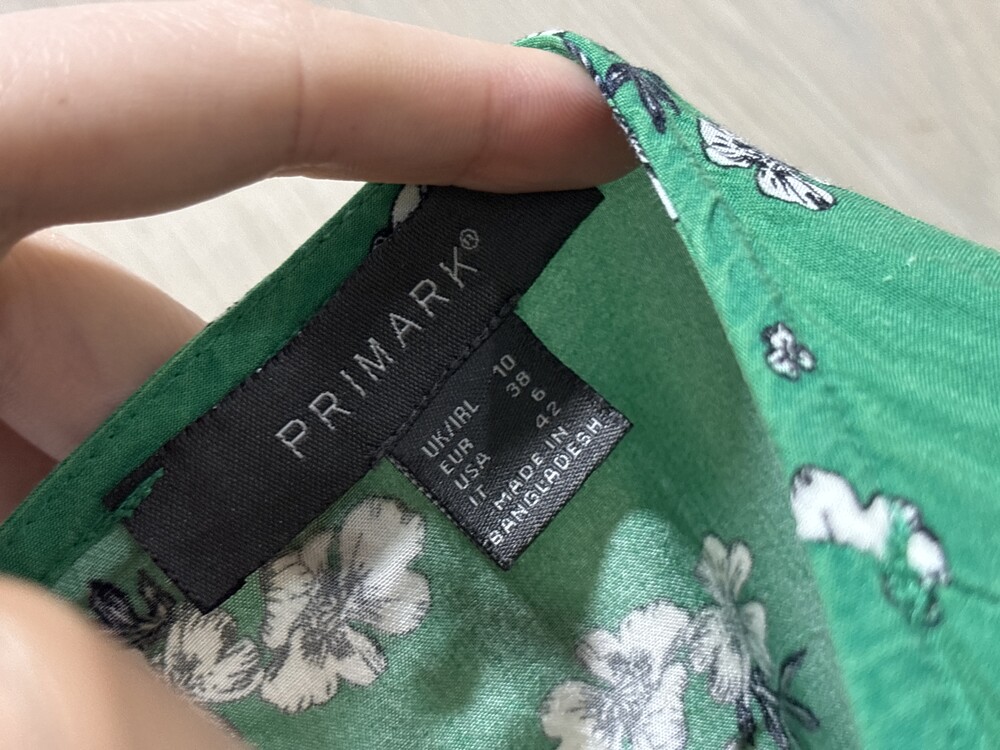 PRIMARK®
UK/IRL 10
EUR 38
USA 6
IT 42
MADE IN
BANGLADESH